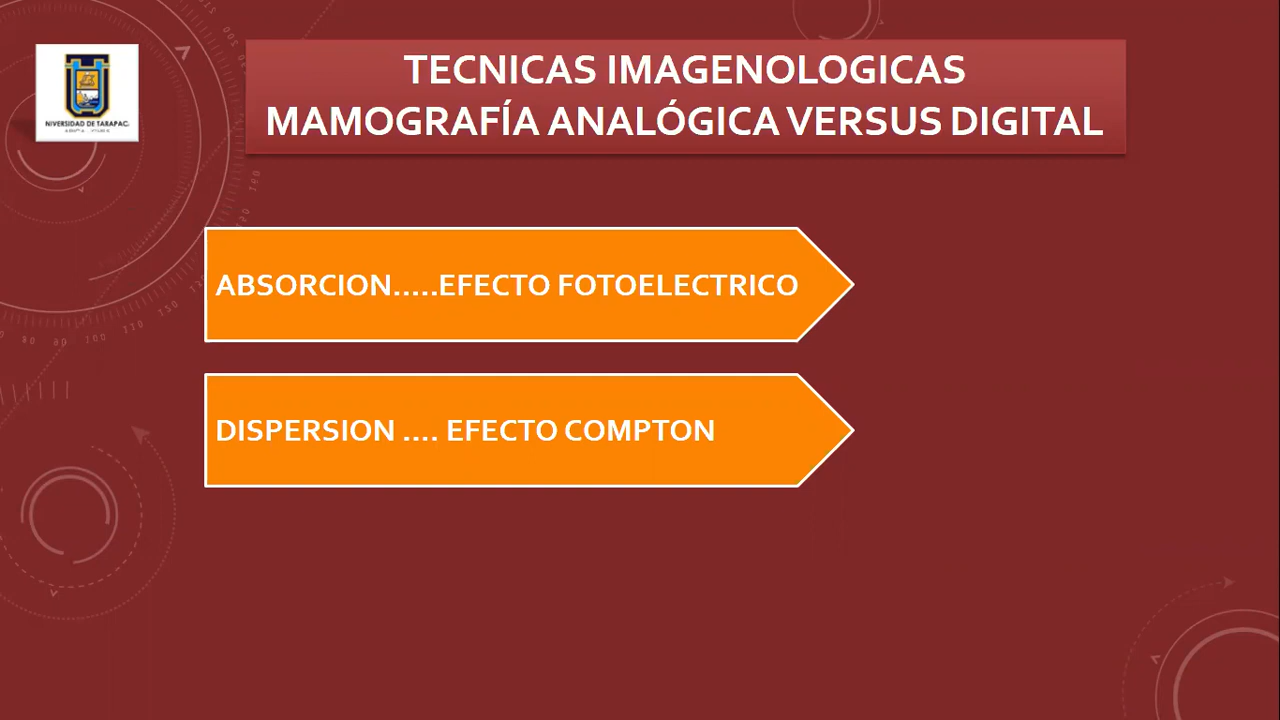 TECNICAS IMAGENOLOGICAS
MAMOGRAFÍA ANALÓGICA VERSUS DIGITAL
NIVERSIDAD DE TARAPAC
ABSORCION.....EFECTO FOTOELECTRICO
DISPERSION .... EFECTO COMPTON